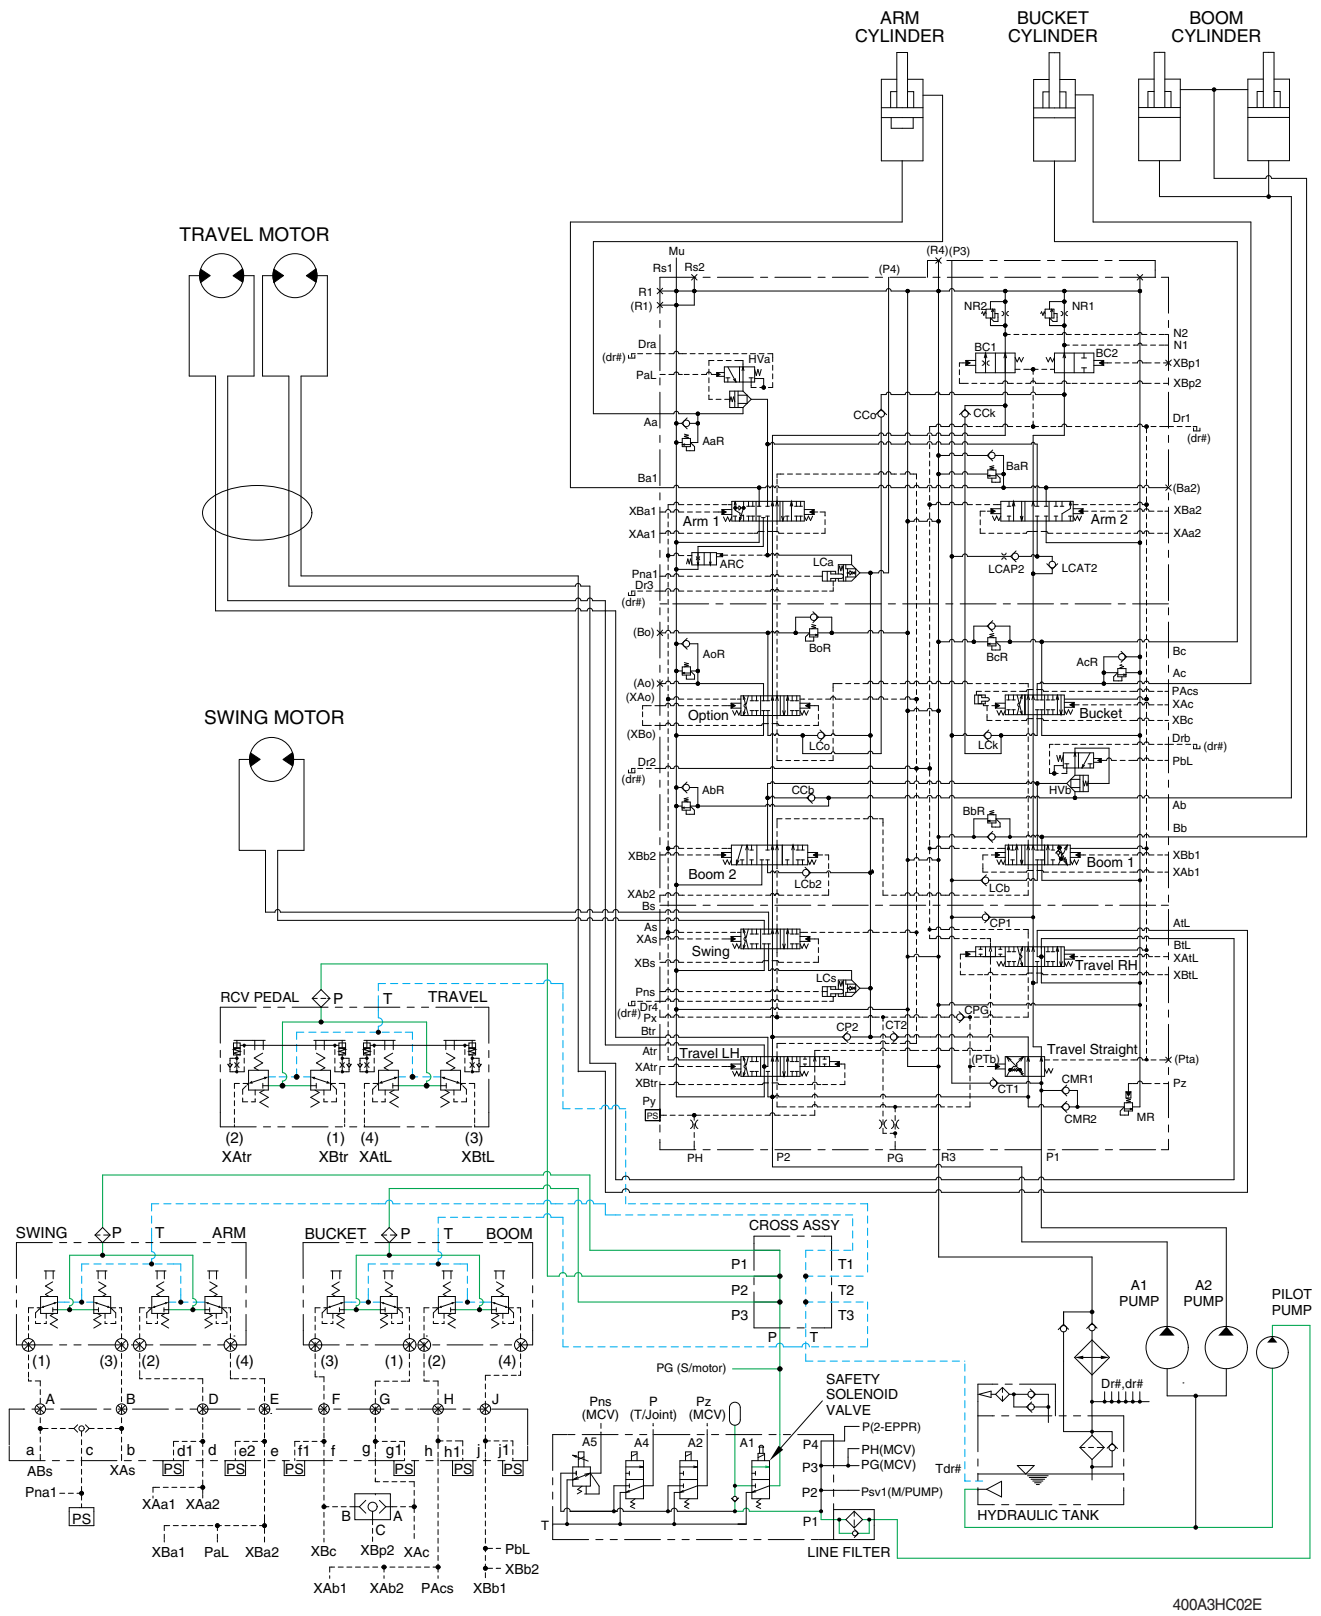 ARM
CYLINDER
BUCKET
CYLINDER
BOOM
CYLINDER
TRAVEL MOTOR
SWING MOTOR
Mu
Rs1
Rs2
(P4)
(R4)
(P3)
R1
(R1)
NR2
NR1
N2
N1
Dra
(dr#)
HVa
PaL
BC1
BC2
XBp1
XBp2
CCo
CCk
Dr1
(dr#)
Aa
AaR
BaR
Ba1
(Ba2)
XBa1
Arm 1
XAa1
Arm 2
XBa2
XAa2
ARC
LCa
LCAP2
LCAT2
Pna1
Dr3
(dr#)
(Bo)
BoR
BcR
Bc
AoR
AcR
Ac
(Ao)
(XAo)
Option
(XBo)
LCo
PAcs
XAc
Bucket
XBc
LCk
Drb
(dr#)
PbL
Dr2
(dr#)
HVb
AbR
CCb
BbR
Ab
Bb
XBb2
Boom 2
XAb2
LCb2
Boom 1
XBb1
XAb1
LCb
Bs
As
XAs
Swing
XBs
CP1
AtL
BtL
XAtL
Travel RH
XBtL
LCs
Pns
Dr4
(dr#)
Px
CPG
Btr
CP2
CT2
Atr
Travel LH
XAtr
XBtr
(PTb)
Travel Straight
(Pta)
CT1
CMR1
Pz
CMR2
MR
Py
PS
PH
P2
PG
R3
P1
RCV PEDAL
P
T
TRAVEL
(2)
(1)
(4)
(3)
XAtr
XBtr
XAtL
XBtL
SWING
P
T
ARM
BUCKET
P
T
BOOM
(1)
(3)
(2)
(4)
(3)
(1)
(2)
(4)
A
B
D
E
F
G
H
J
a
c
b
d1
d
e2
e
f1
f
g
g1
h
h1
j
j1
ABs
XAs
PS
PS
PS
PS
PS
PS
Pna1
PS
XAa1
XAa2
XBa1
PaL
XBa2
B
A
C
XBc
XBp2
XAc
XAb1
XAb2
PAcs
PbL
XBb2
XBb1
CROSS ASSY
P1
T1
P2
T2
P3
T3
P
T
PG (S/motor)
SAFETY
SOLENOID
VALVE
Pns
(MCV)
P
(T/Joint)
Pz
(MCV)
A5
A4
A2
A1
P4
P(2-EPPR)
PH(MCV)
P3
PG(MCV)
P2
Psv1(M/PUMP)
P1
T
LINE FILTER
A1
PUMP
A2
PUMP
PILOT
PUMP
Dr#,dr#
Tdr#
HYDRAULIC TANK
400A3HC02E